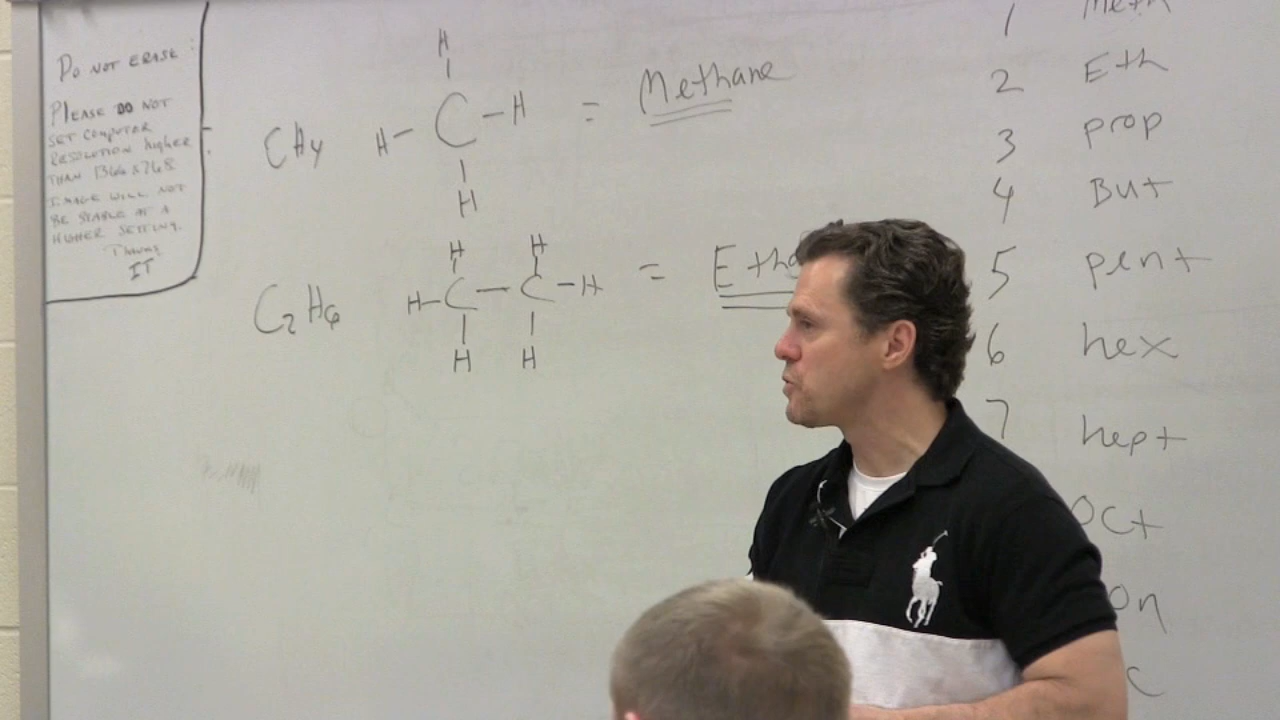 DO NOT ERASE:
PLEASE DO NOT
SET COMPUTER
RESOLUTION HIGHER
THAN 1366x768
IMAGE WILL NOT
BE STABLE AT A
HIGHER SETTING.
THANKS
IT
H
CH4 H C H = Methane
H
H H
C2H6 H C C H = Etha
H H
1 Meth
2 Eth
3 prop
4 But
5 pent
6 hex
7 hept
Oct
on
c